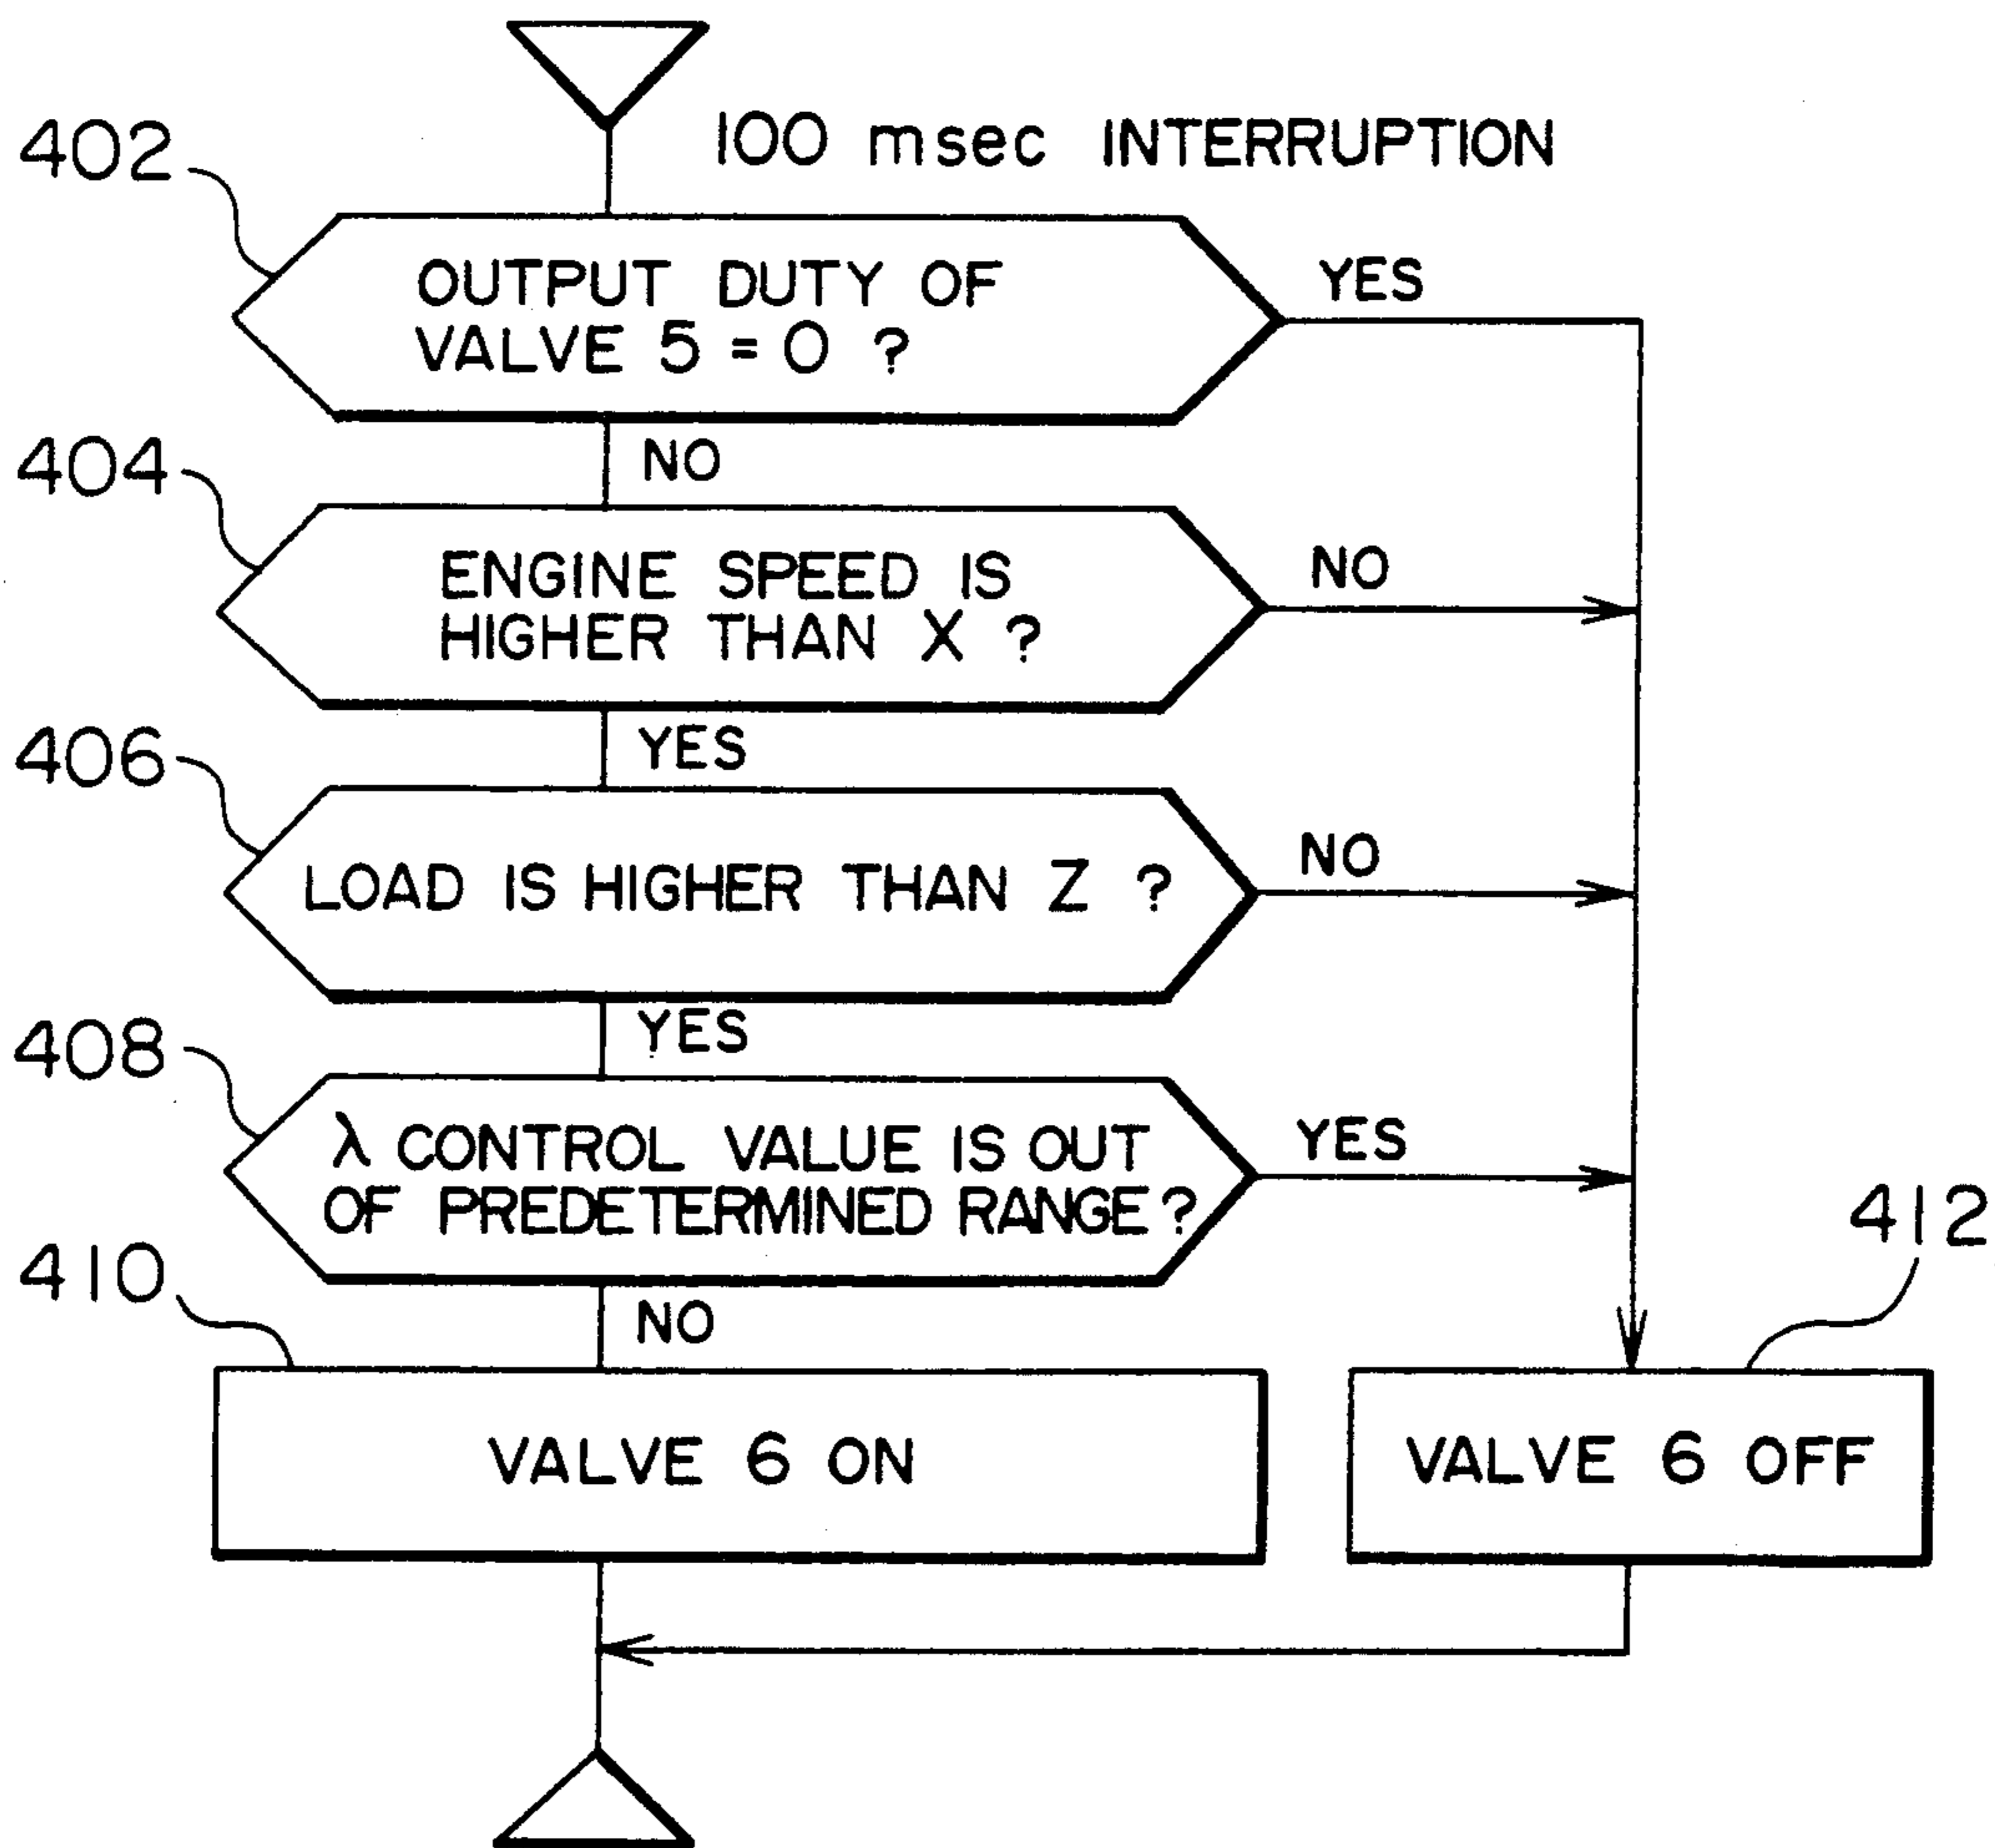 100 msec INTERRUPTION
402
OUTPUT DUTY OF
VALVE 5 = 0 ?
YES
NO
404
ENGINE SPEED IS
HIGHER THAN X ?
NO
YES
406
LOAD IS HIGHER THAN Z ?
NO
YES
408
λ CONTROL VALUE IS OUT
OF PREDETERMINED RANGE?
YES
NO
410
VALVE 6 ON
412
VALVE 6 OFF